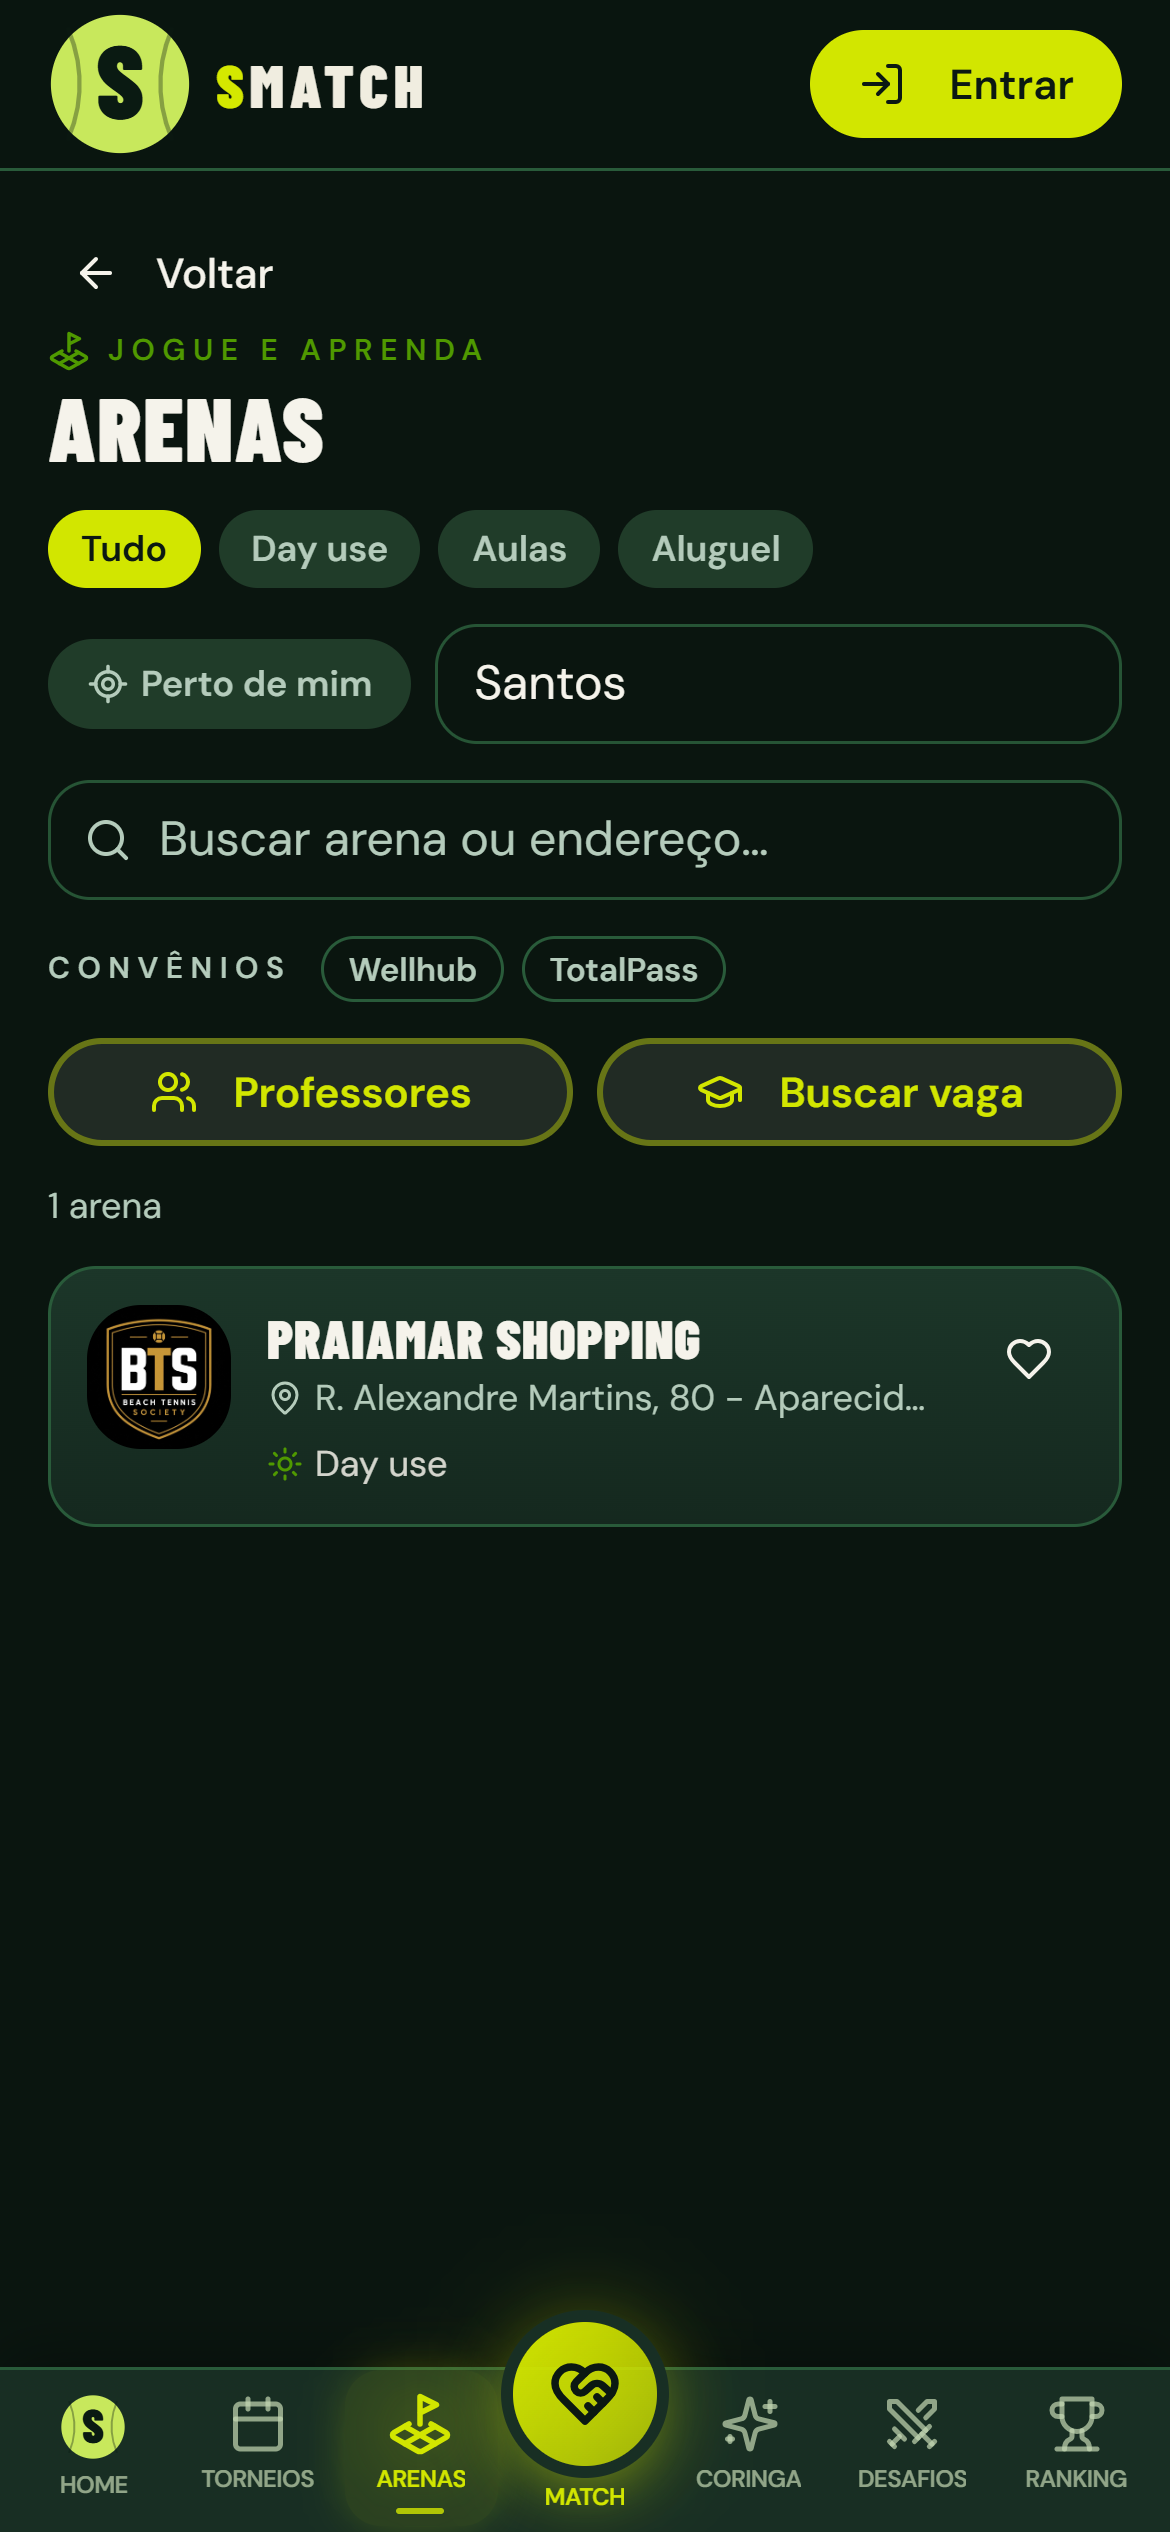 S SMATCH Entrar
Voltar
JOGUE E APRENDA
ARENAS
Tudo Day use Aulas Aluguel
Perto de mim Santos
Buscar arena ou endereço...
CONVÊNIOS Wellhub TotalPass
Professores Buscar vaga
1 arena
BTS
BEACH TENNIS
SOCIETY
PRAIAMAR SHOPPING
R. Alexandre Martins, 80 - Aparecid...
Day use
S
HOME TORNEIOS ARENAS MATCH CORINGA DESAFIOS RANKING